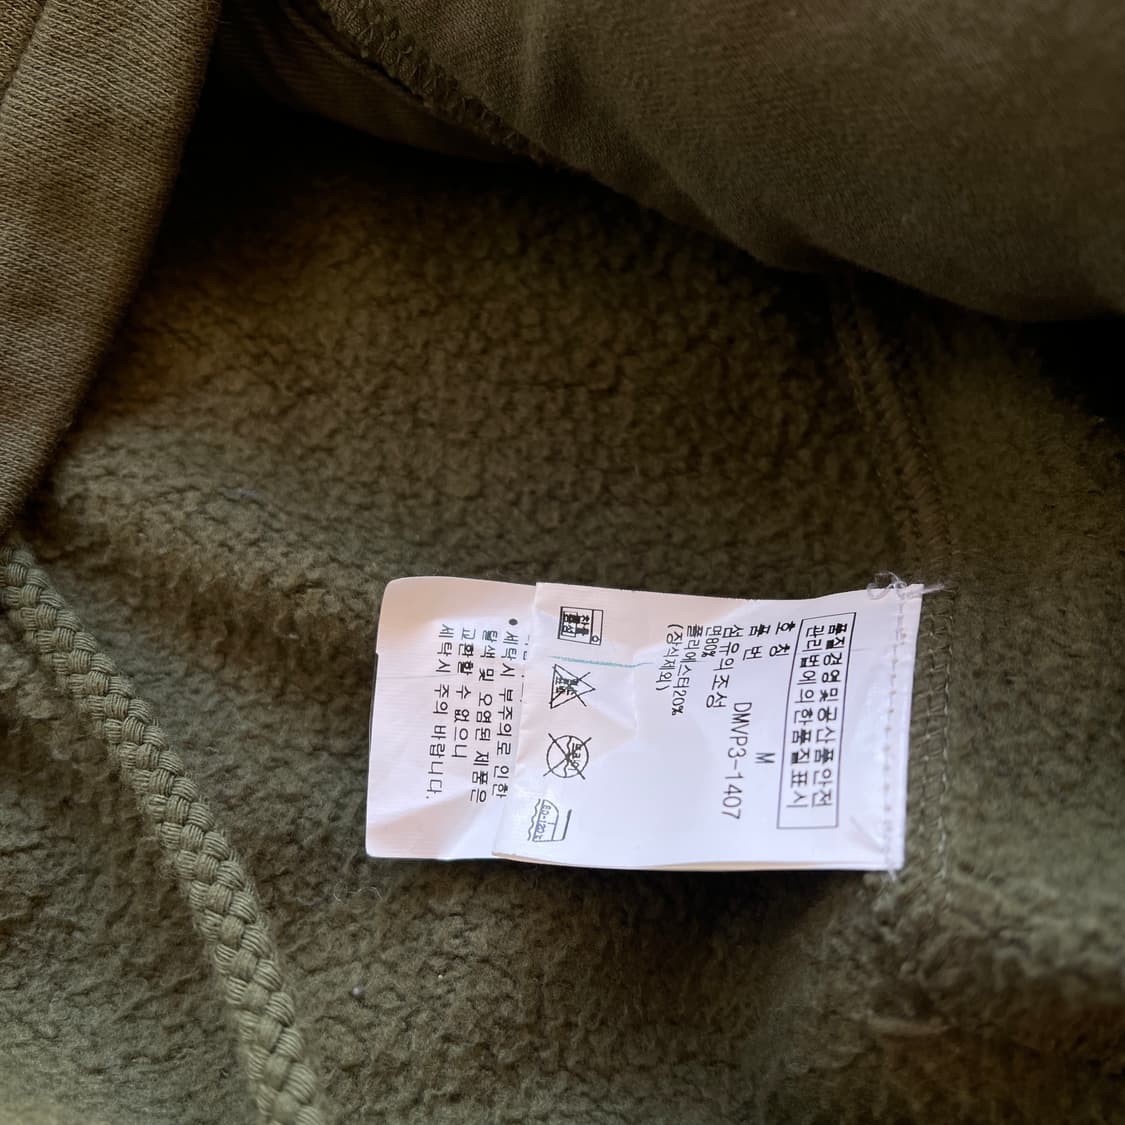 품질경영및공산품안전
관리법에의한품질표시
호칭 M
품번 DMVP3-1407
섬유의조성
면80%
폴리에스터20%
(장식제외)
80-120℃
• 세탁시 부주의로 인한
탈색 및 오염된 제품은
교환할 수 없으니
세탁시 주의 바랍니다.